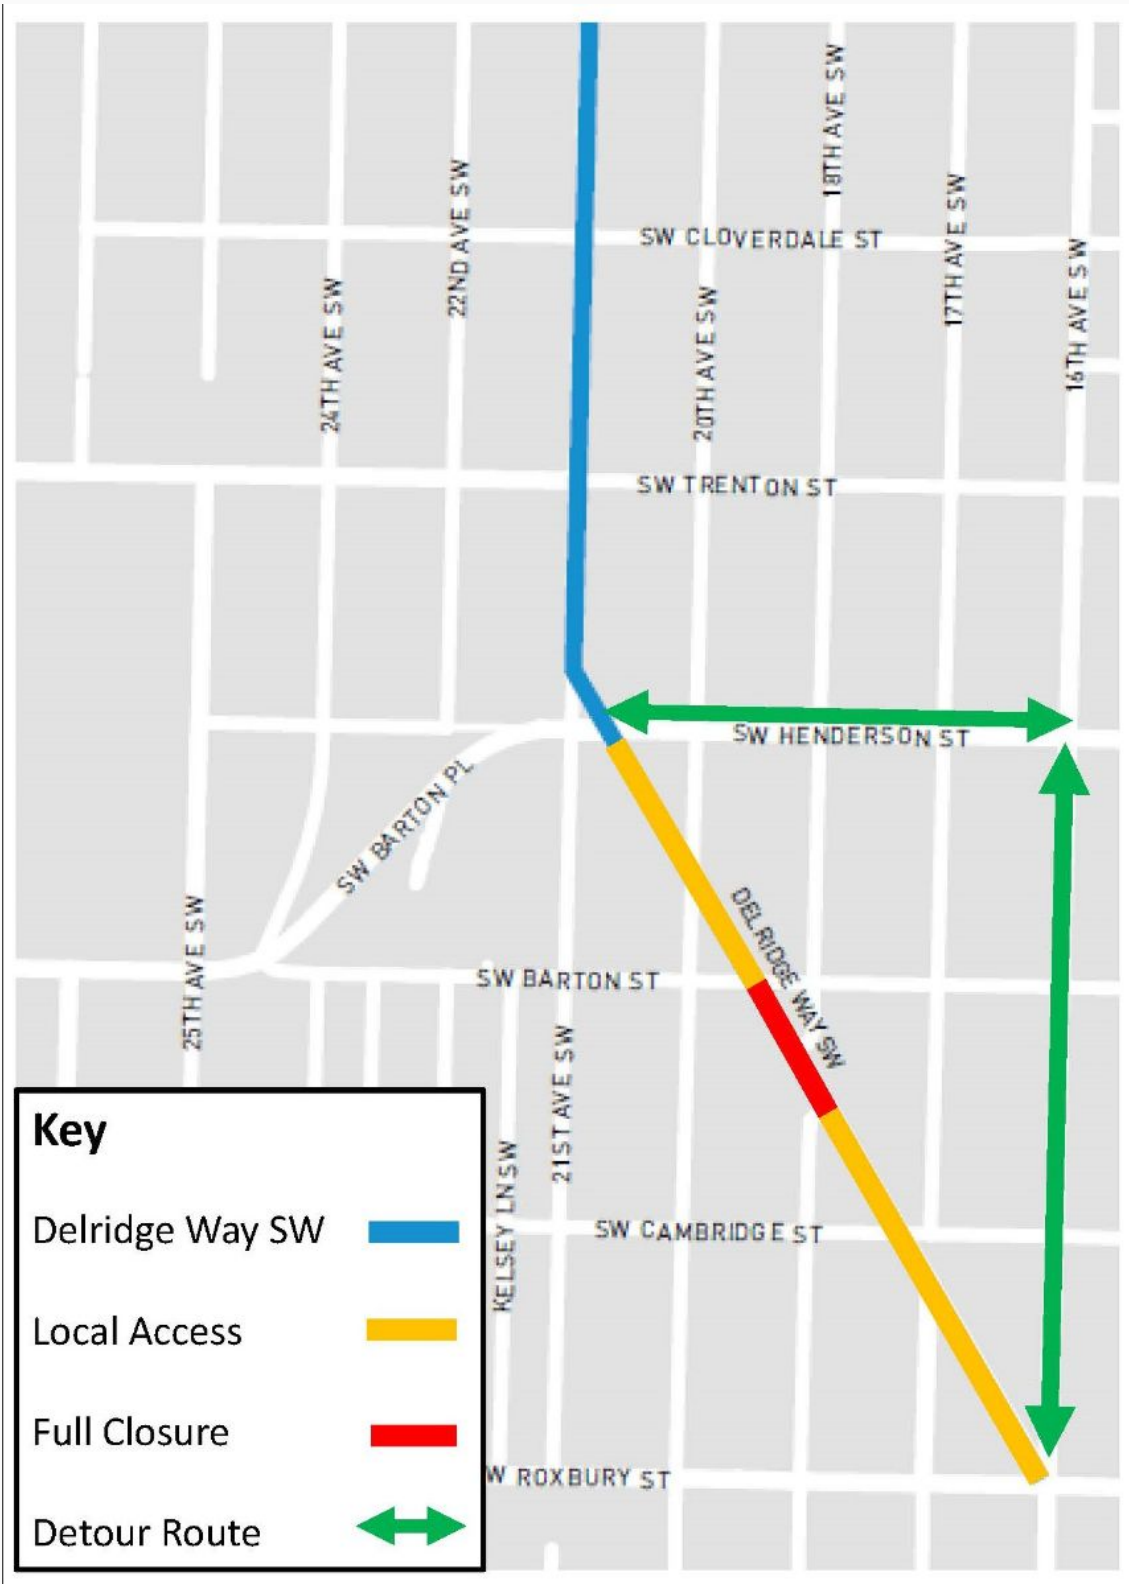 18TH AVE SW
22ND AVE SW
17TH AVE SW
SW CLOVERDALE ST
16TH AVE SW
24TH AVE SW
20TH AVE SW
SW TRENTON ST
SW HENDERSON ST
SW BARTON PL
DELRIDGE WAY SW
25TH AVE SW
SW BARTON ST
21ST AVE SW
KELSEY LN SW
SW CAMBRIDGE ST
W ROXBURY ST
Key
Delridge Way SW
Local Access
Full Closure
Detour Route